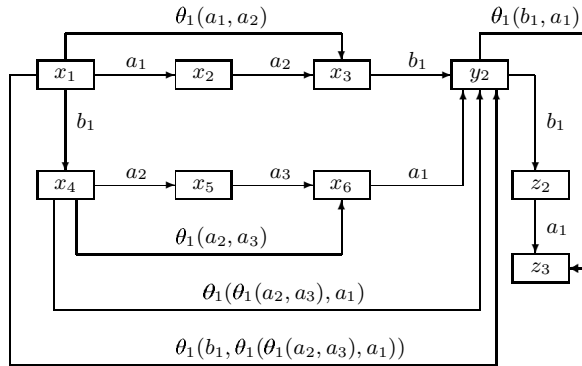 θ₁(a₁, a₂) θ₁(b₁, a₁)
x₁ a₁ x₂ a₂ x₃ b₁ y₂
b₁ b₁
x₄ a₂ x₅ a₃ x₆ a₁ z₂
θ₁(a₂, a₃) a₁
z₃
θ₁(θ₁(a₂, a₃), a₁)
θ₁(b₁, θ₁(θ₁(a₂, a₃), a₁))